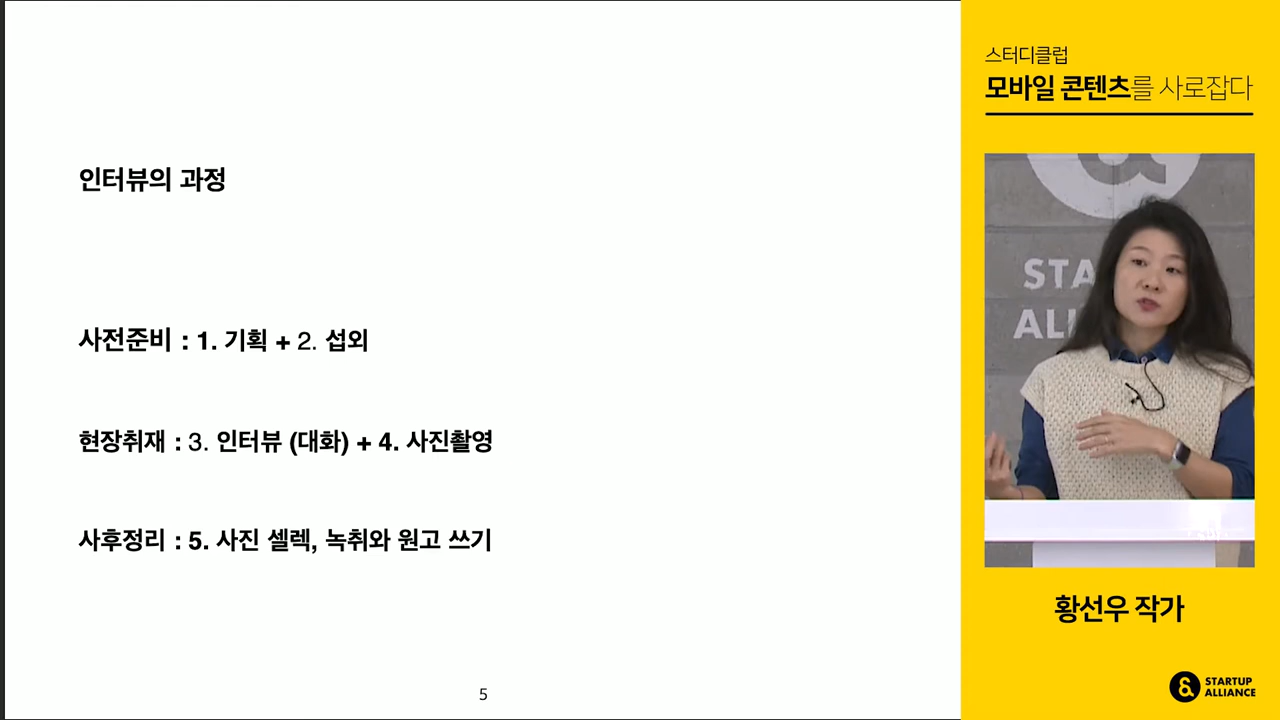 인터뷰의 과정
사전준비 : 1. 기획 + 2. 섭외
현장취재 : 3. 인터뷰 (대화) + 4. 사진촬영
사후정리 : 5. 사진 셀렉, 녹취와 원고 쓰기
5
스터디클럽
모바일 콘텐츠를 사로잡다
STA
ALL
황선우 작가
STARTUP
ALLIANCE